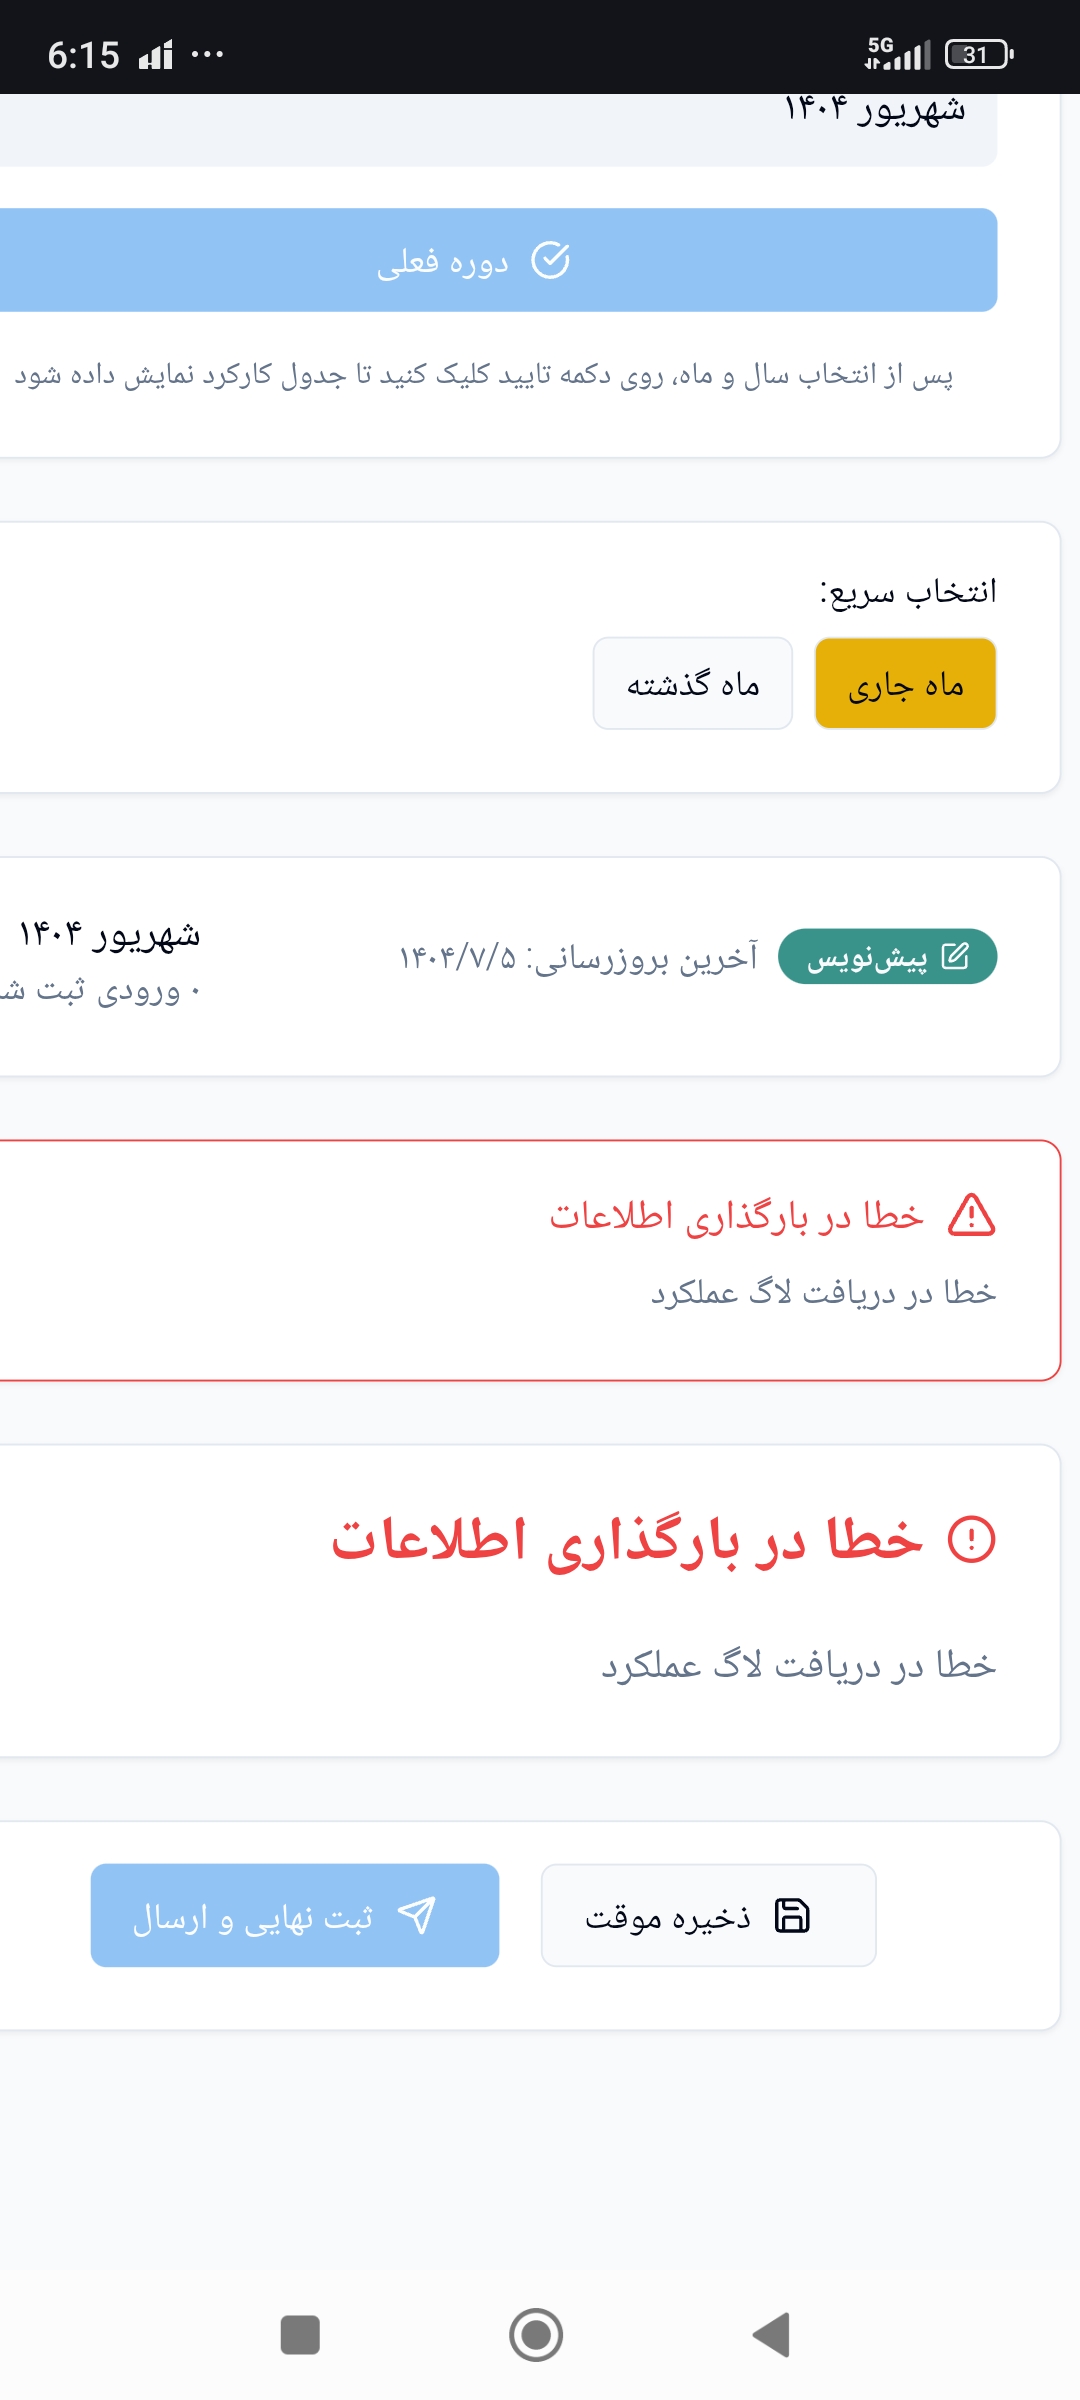 6:15
5G
31
شهریور ۱۴۰۴
دوره فعلی
پس از انتخاب سال و ماه، روی دکمه تایید کلیک کنید تا جدول کارکرد نمایش داده شود
انتخاب سریع:
ماه جاری
ماه گذشته
پیش‌نویس
آخرین بروزرسانی: ۱۴۰۴/۷/۵
شهریور ۱۴۰۴
۰ ورودی ثبت
خطا در بارگذاری اطلاعات
خطا در دریافت لاگ عملکرد
خطا در بارگذاری اطلاعات
خطا در دریافت لاگ عملکرد
ذخیره موقت
ثبت نهایی و ارسال